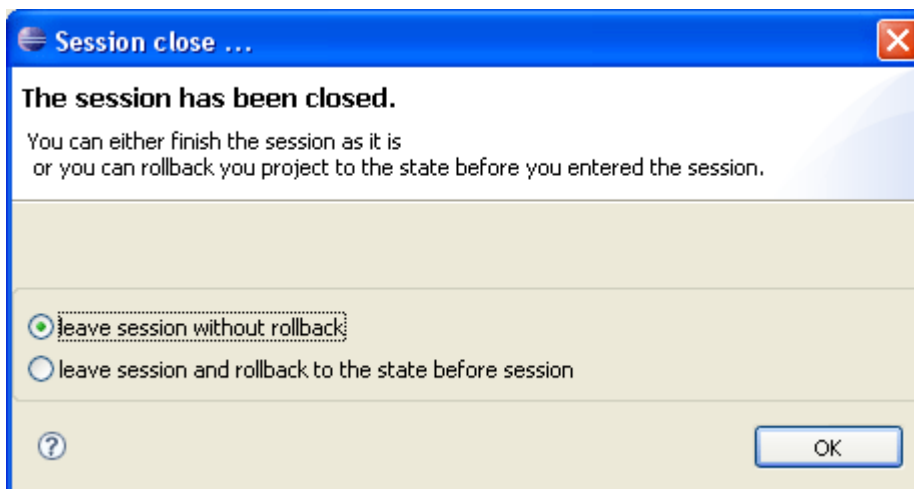 Session close ...
The session has been closed.
You can either finish the session as it is
or you can rollback you project to the state before you entered the session.
leave session without rollback
leave session and rollback to the state before session
?
OK